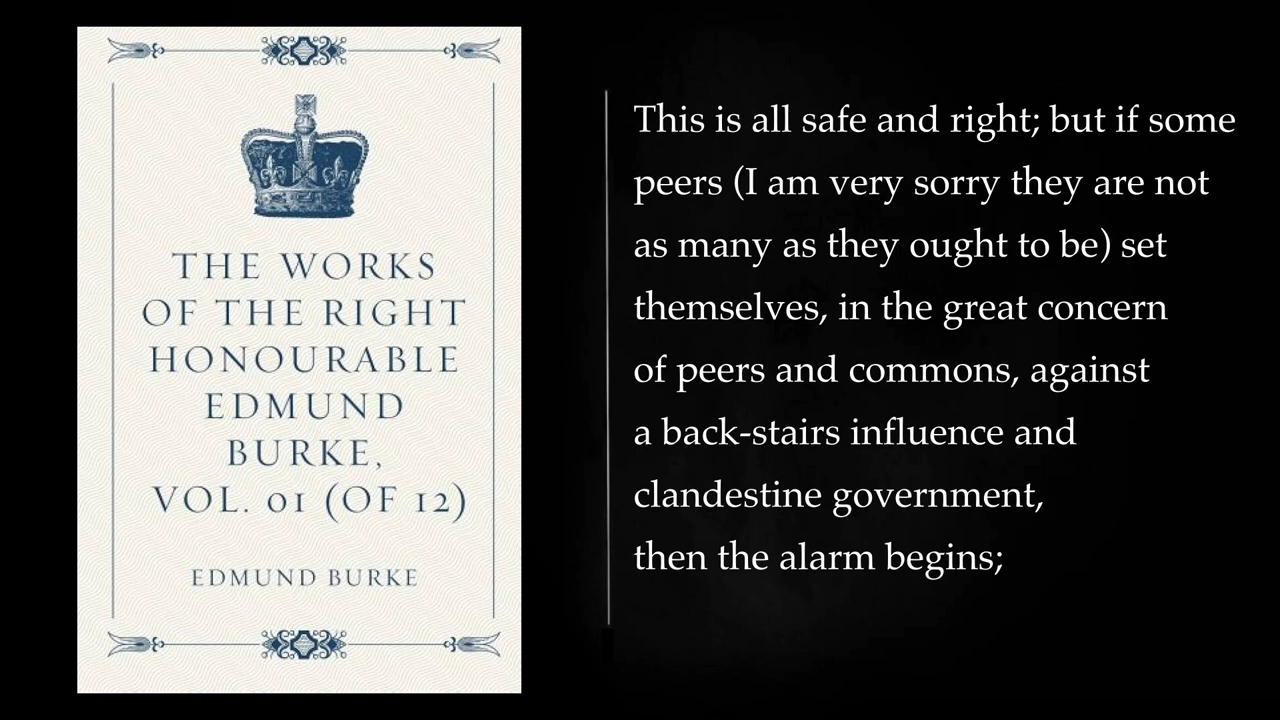 THE WORKS
OF THE RIGHT
HONOURABLE
EDMUND
BURKE,
VOL. 01 (OF 12)
EDMUND BURKE
This is all safe and right; but if some
peers (I am very sorry they are not
as many as they ought to be) set
themselves, in the great concern
of peers and commons, against
a back-stairs influence and
clandestine government,
then the alarm begins;